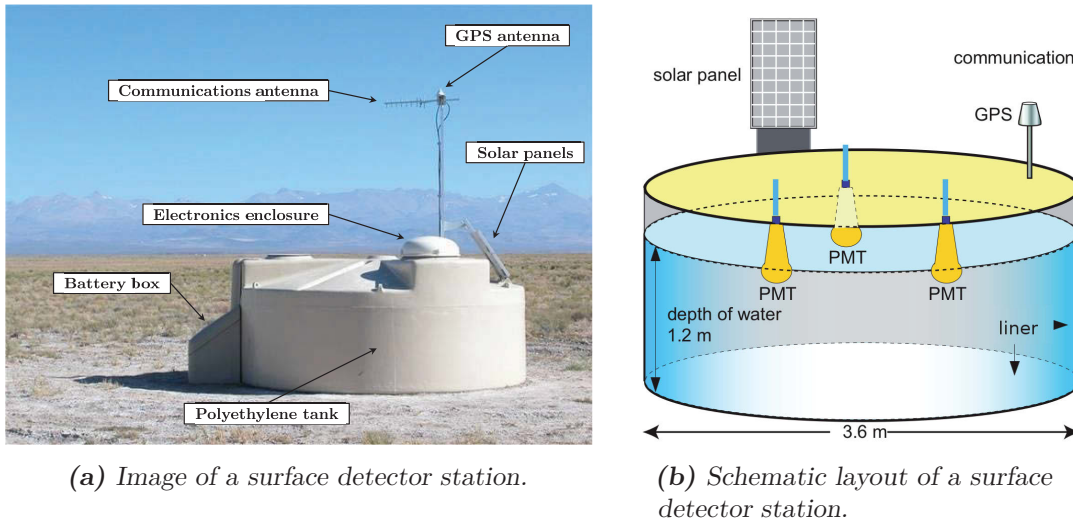 GPS antenna
Communications antenna
Solar panels
Electronics enclosure
Battery box
Polyethylene tank
(a) Image of a surface detector station.
solar panel
communication
GPS
PMT
PMT
PMT
depth of water
1.2 m
liner
3.6 m
(b) Schematic layout of a surface
detector station.